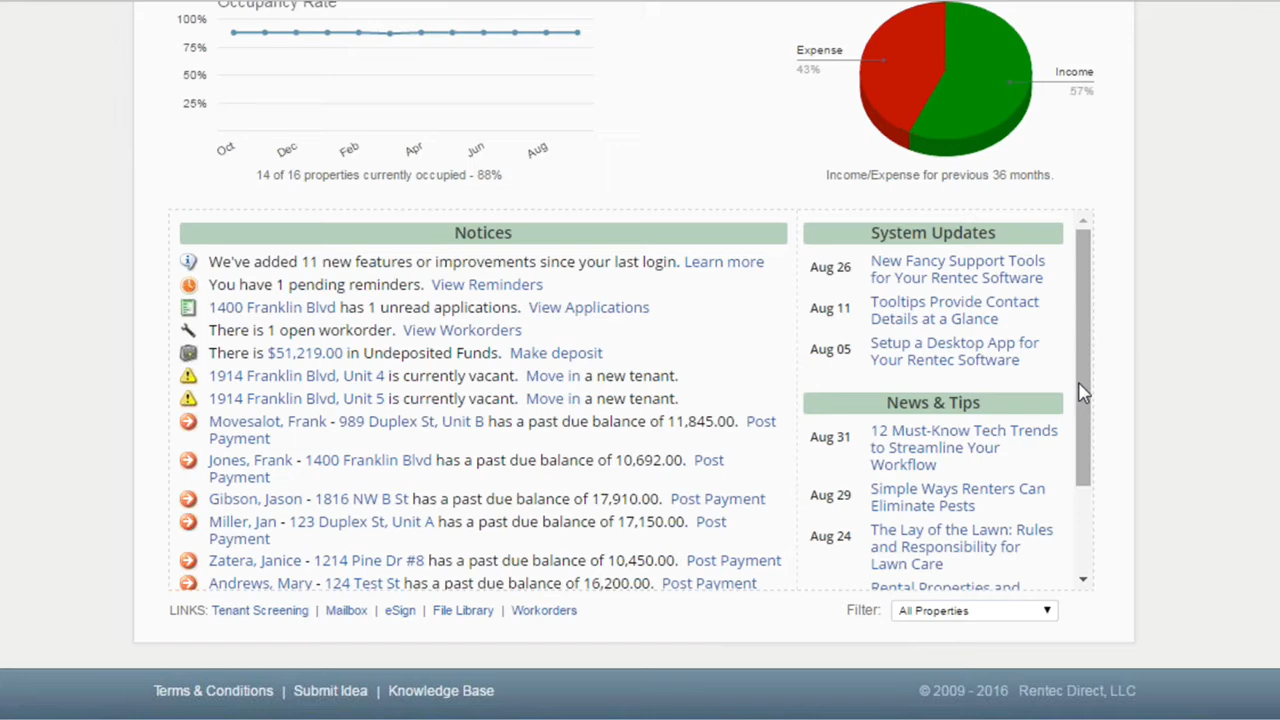 Occupancy Rate
100%
75%
50%
25%
Oct
Dec
Feb
Apr
Jun
Aug
14 of 16 properties currently occupied - 88%
Expense
43%
Income
57%
Income/Expense for previous 36 months.
Notices
We've added 11 new features or improvements since your last login. Learn more
You have 1 pending reminders. View Reminders
1400 Franklin Blvd has 1 unread applications. View Applications
There is 1 open workorder. View Workorders
There is $51,219.00 in Undeposited Funds. Make deposit
1914 Franklin Blvd, Unit 4 is currently vacant. Move in a new tenant.
1914 Franklin Blvd, Unit 5 is currently vacant. Move in a new tenant.
Movesalot, Frank - 989 Duplex St, Unit B has a past due balance of 11,845.00. Post
Payment
Jones, Frank - 1400 Franklin Blvd has a past due balance of 10,692.00. Post
Payment
Gibson, Jason - 1816 NW B St has a past due balance of 17,910.00. Post Payment
Miller, Jan - 123 Duplex St, Unit A has a past due balance of 17,150.00. Post
Payment
Zatera, Janice - 1214 Pine Dr #8 has a past due balance of 10,450.00. Post Payment
Andrews, Mary - 124 Test St has a past due balance of 16,200.00. Post Payment
System Updates
Aug 26
New Fancy Support Tools
for Your Rentec Software
Aug 11
Tooltips Provide Contact
Details at a Glance
Aug 05
Setup a Desktop App for
Your Rentec Software
News & Tips
Aug 31
12 Must-Know Tech Trends
to Streamline Your
Workflow
Aug 29
Simple Ways Renters Can
Eliminate Pests
Aug 24
The Lay of the Lawn: Rules
and Responsibility for
Lawn Care
Rental Properties and
LINKS: Tenant Screening | Mailbox | eSign | File Library | Workorders
Filter: All Properties
Terms & Conditions | Submit Idea | Knowledge Base
© 2009 - 2016 Rentec Direct, LLC